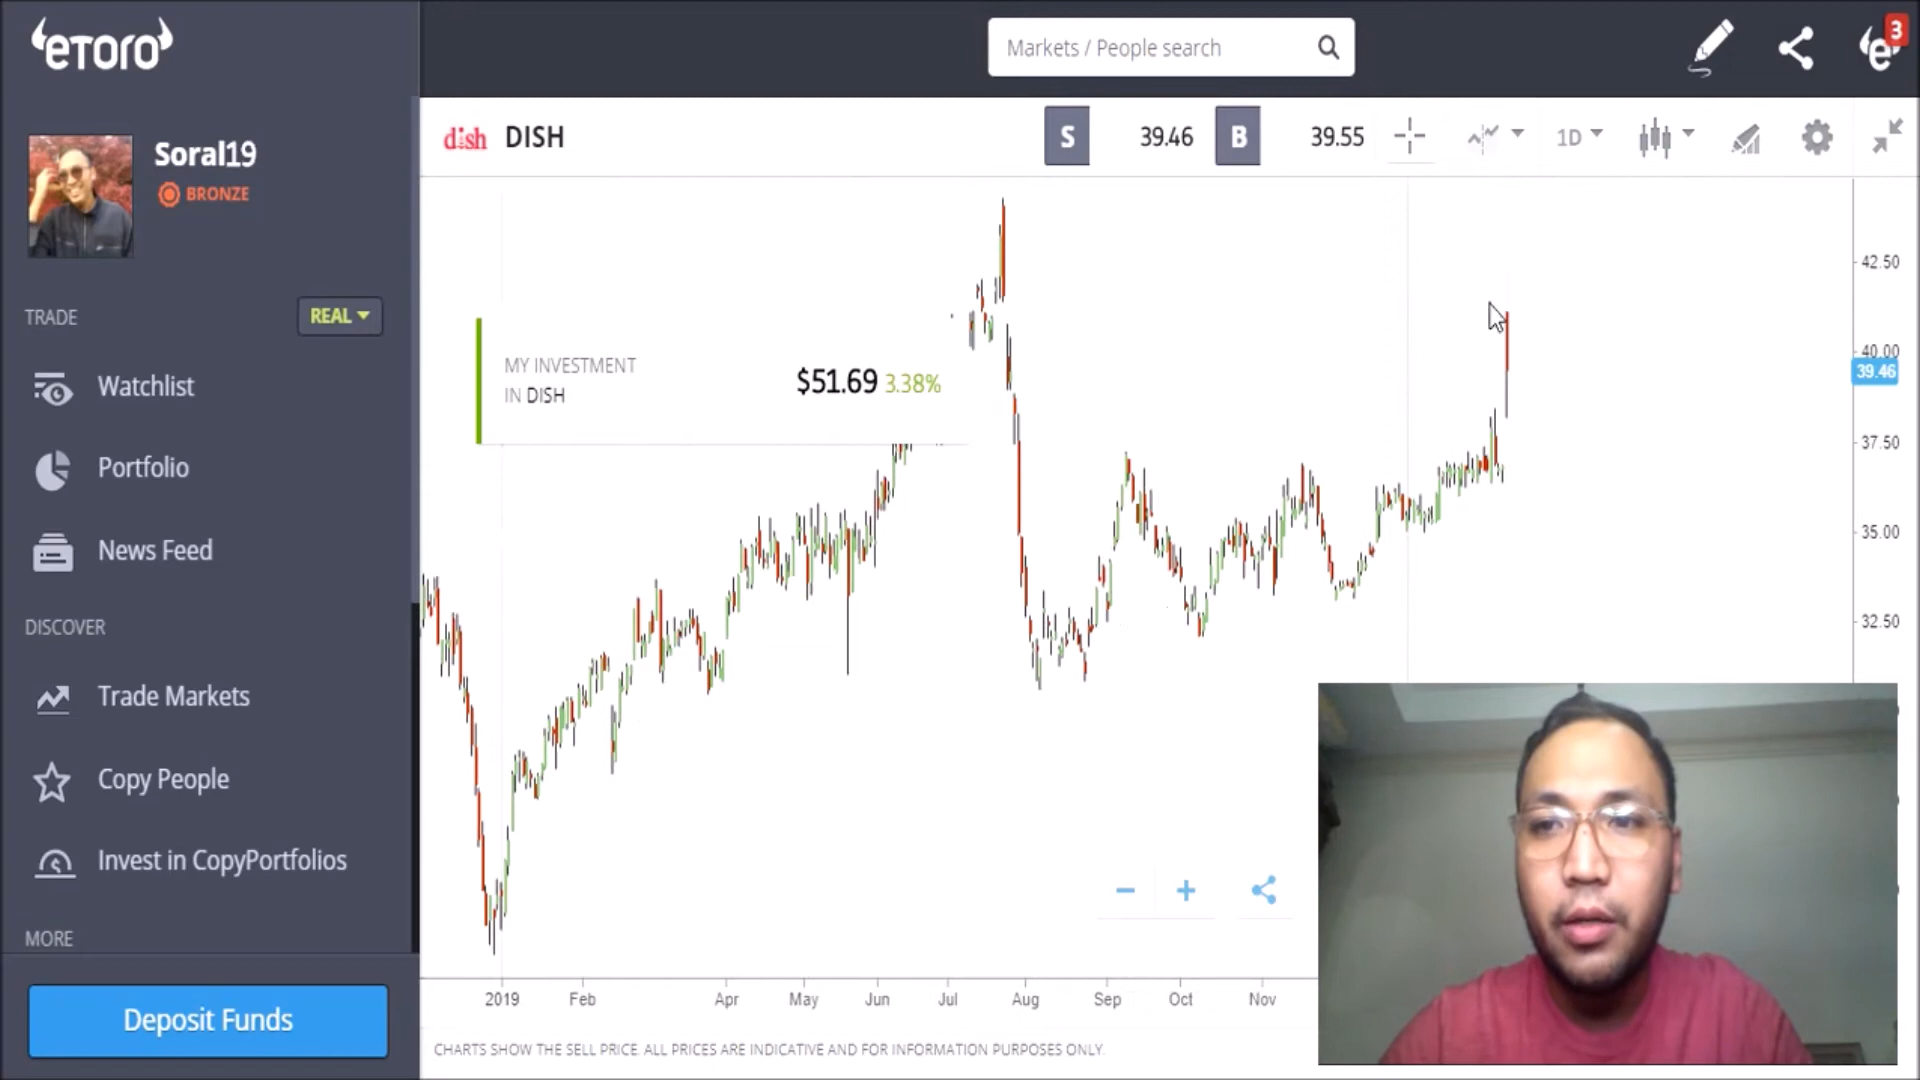 eTORO
Markets / People search
3
Soral19
BRONZE
TRADE
REAL
Watchlist
Portfolio
News Feed
DISCOVER
Trade Markets
Copy People
Invest in CopyPortfolios
MORE
Deposit Funds
dish DISH
S 39.46 B 39.55 1D
MY INVESTMENT
IN DISH
$51.69 3.38%
42.50
40.00
39.46
37.50
35.00
32.50
2019 Feb Apr May Jun Jul Aug Sep Oct Nov
CHARTS SHOW THE SELL PRICE. ALL PRICES ARE INDICATIVE AND FOR INFORMATION PURPOSES ONLY.